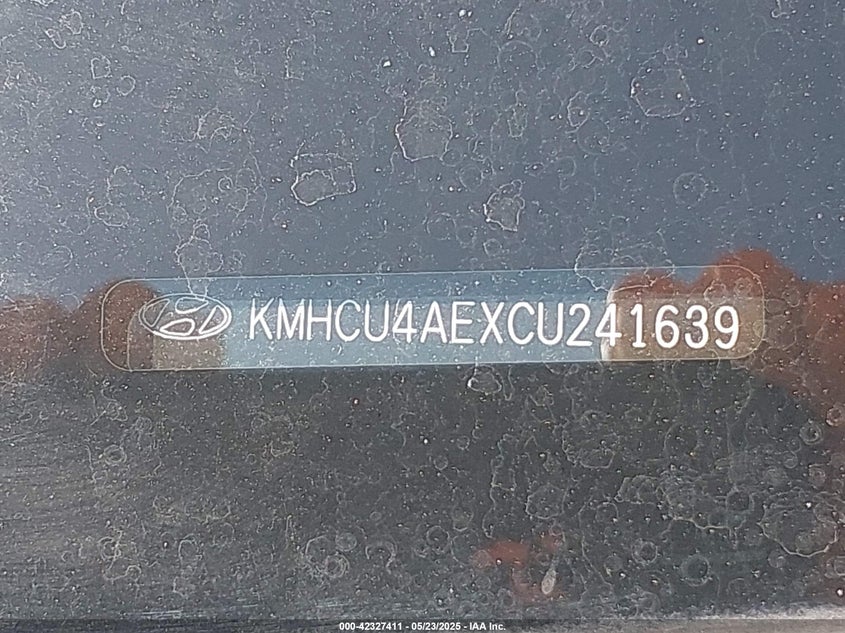 KMHCU4AEXCU241639
000-42327411 - 05/23/2025 - IAA Inc.